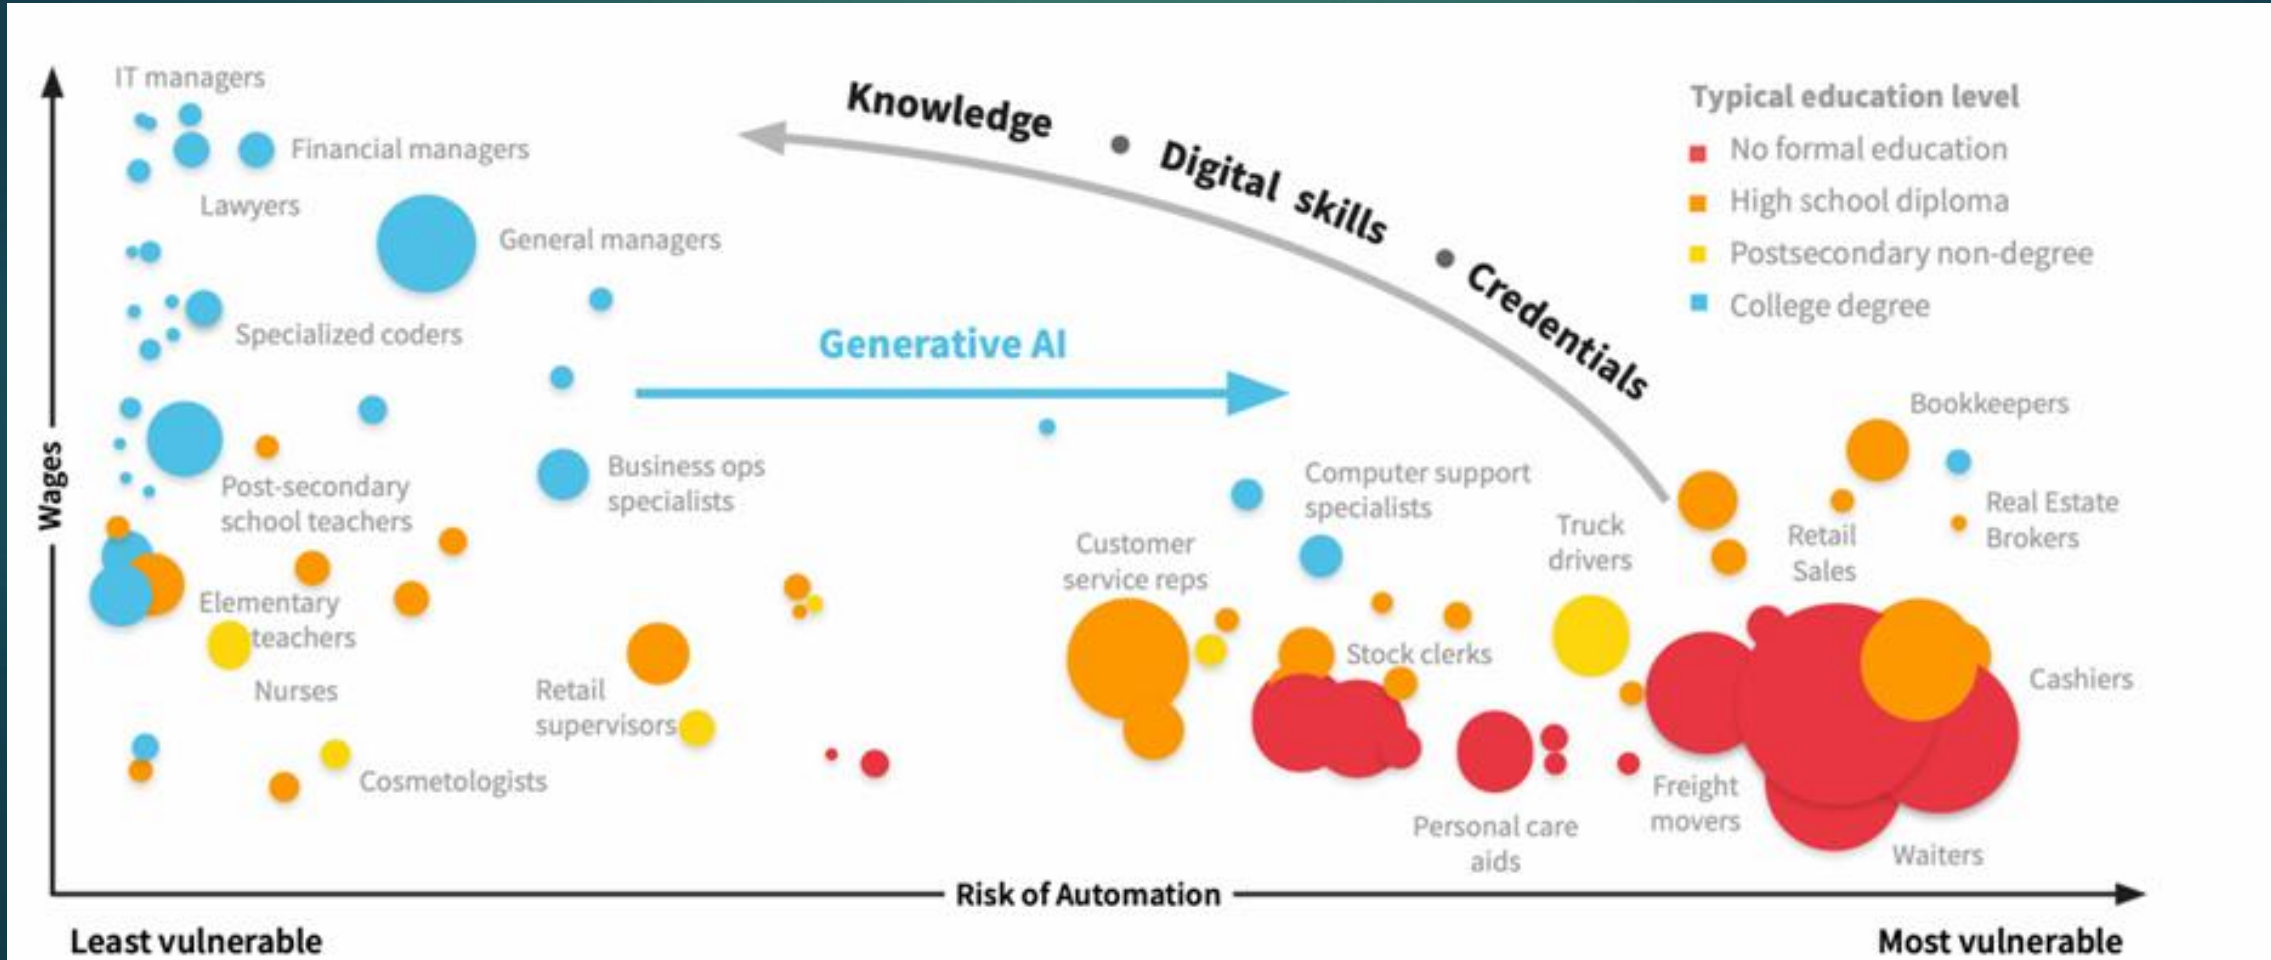 IT managers
Financial managers
Lawyers
General managers
Specialized coders
Knowledge • Digital skills • Credentials
Typical education level
No formal education
High school diploma
Postsecondary non-degree
College degree
Generative AI
Wages
Post-secondary
school teachers
Business ops
specialists
Elementary
teachers
Nurses
Retail
supervisors
Cosmetologists
Customer
service reps
Computer support
specialists
Stock clerks
Truck
drivers
Bookkeepers
Real Estate
Brokers
Retail
Sales
Cashiers
Personal care
aids
Freight
movers
Waiters
Risk of Automation
Least vulnerable
Most vulnerable